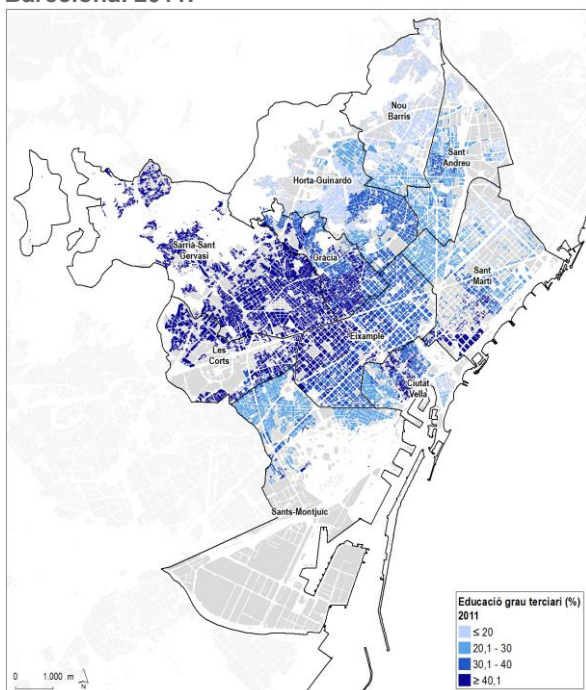 Barcelona. 2011.
Nou
Barris
Sant
Andreu
Horta-Guinardó
Sarrià-Sant
Gervasi
Gràcia
Sant
Martí
Eixample
Les
Corts
Ciutat
Vella
Sants-Montjuïc
Educació grau terciari (%)
2011
≤ 20
20,1 - 30
30,1 - 40
≥ 40,1
0 1.000 m
N